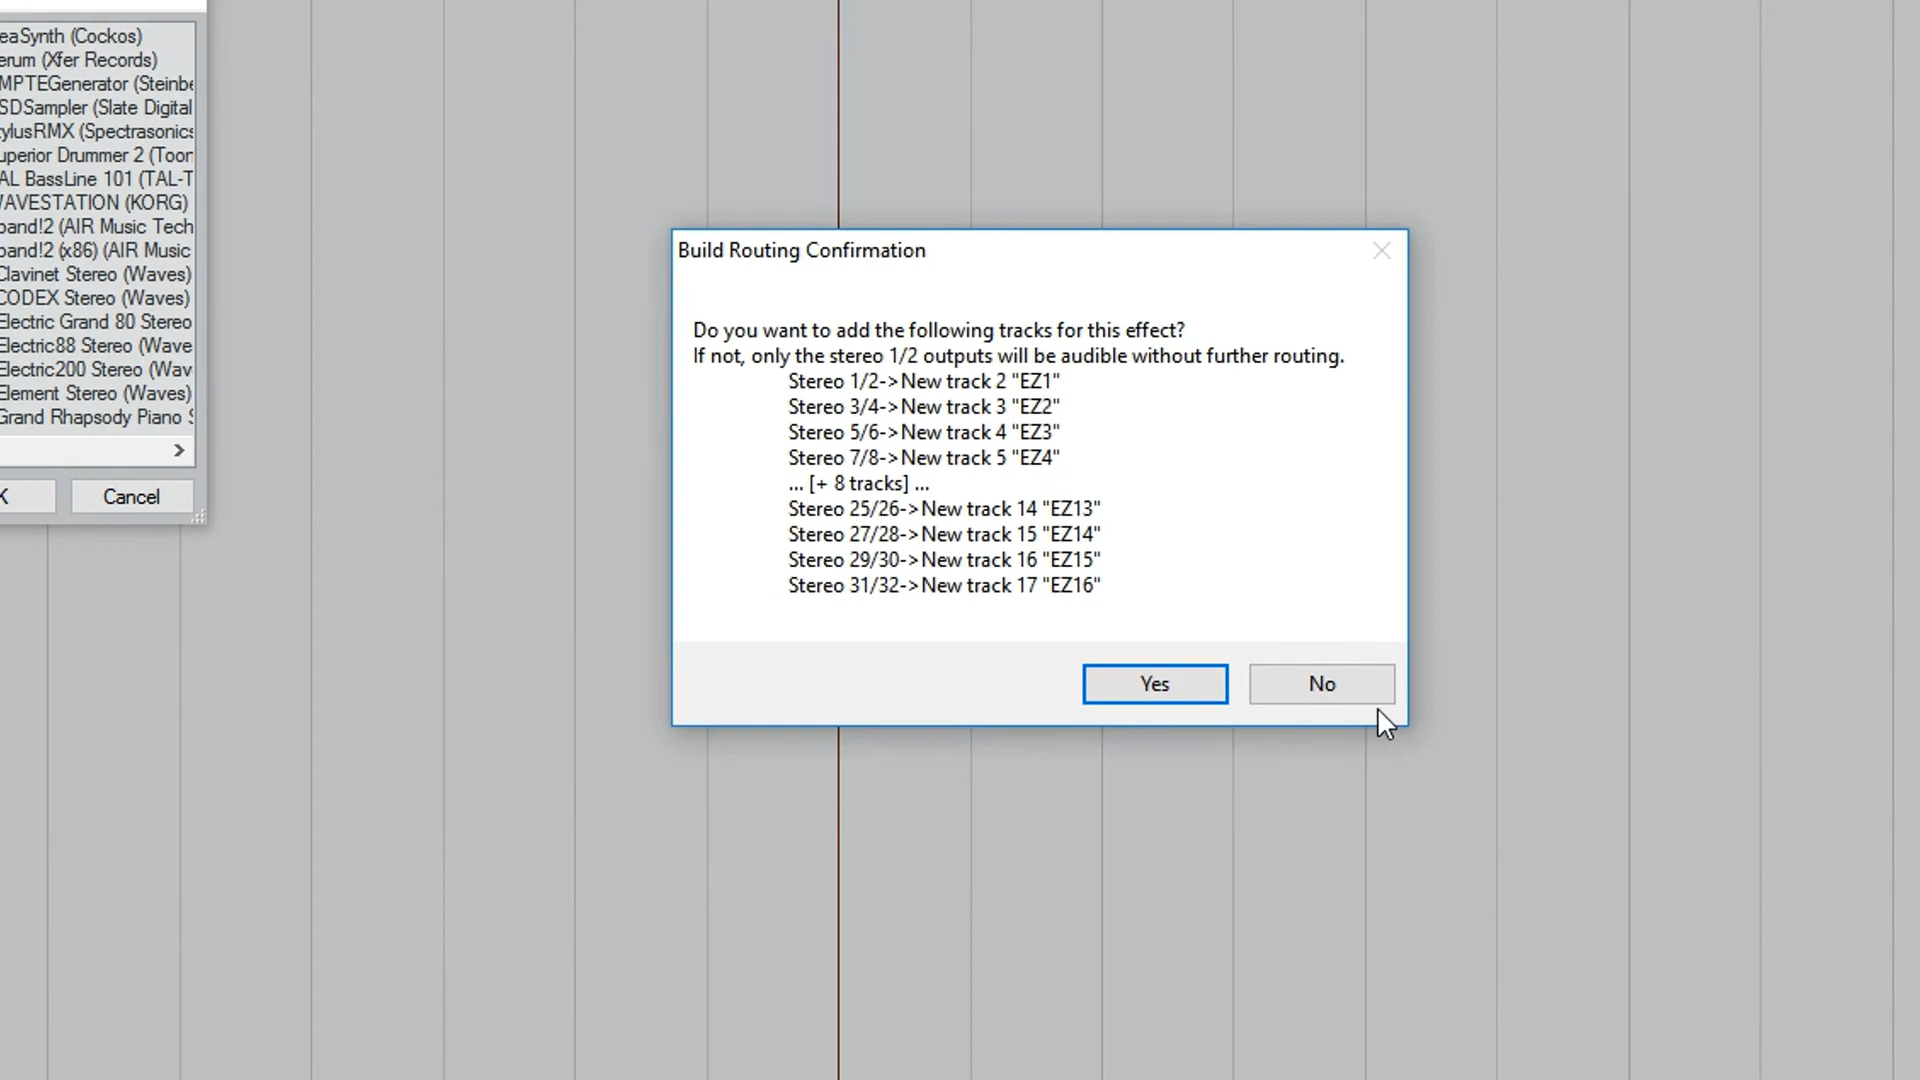 eaSynth (Cockos)
erum (Xfer Records)
MPTEGenerator (Steinbe
SDSampler (Slate Digital
tylusRMX (Spectrasonics
uperior Drummer 2 (Toon
AL BassLine 101 (TAL-T
WAVESTATION (KORG)
pand!2 (AIR Music Tech
pand!2 (x86) (AIR Music
Clavinet Stereo (Waves)
CODEX Stereo (Waves)
Electric Grand 80 Stereo
Electric88 Stereo (Wave
Electric200 Stereo (Wav
Element Stereo (Waves)
Grand Rhapsody Piano S
K
Cancel
Build Routing Confirmation
Do you want to add the following tracks for this effect?
If not, only the stereo 1/2 outputs will be audible without further routing.
Stereo 1/2->New track 2 "EZ1"
Stereo 3/4->New track 3 "EZ2"
Stereo 5/6->New track 4 "EZ3"
Stereo 7/8->New track 5 "EZ4"
... [+ 8 tracks] ...
Stereo 25/26->New track 14 "EZ13"
Stereo 27/28->New track 15 "EZ14"
Stereo 29/30->New track 16 "EZ15"
Stereo 31/32->New track 17 "EZ16"
Yes
No